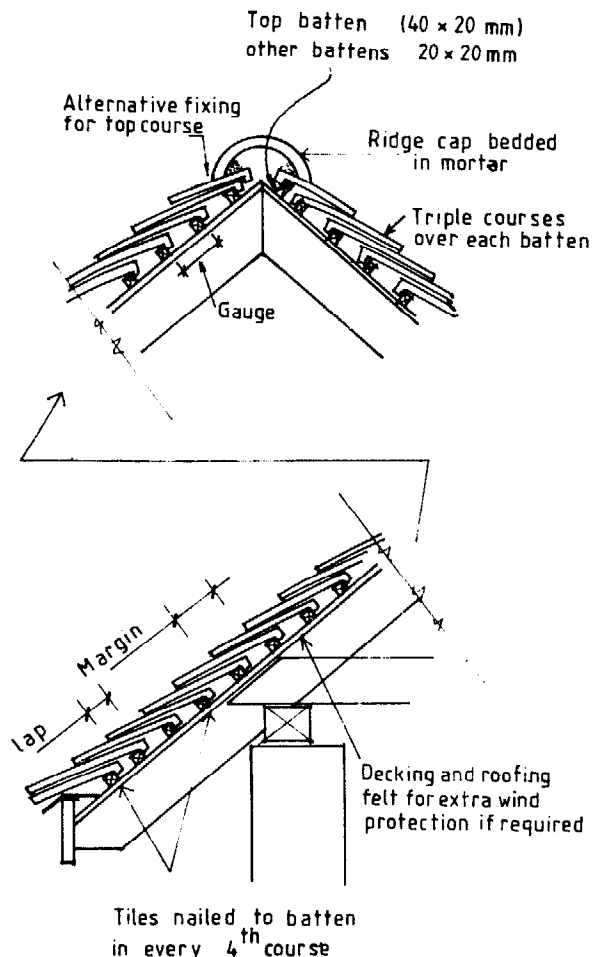 Top batten (40 × 20 mm)
other battens 20 × 20 mm
Alternative fixing
for top course
Ridge cap bedded
in mortar
Triple courses
over each batten
Gauge
Margin
lap
Decking and roofing
felt for extra wind
protection if required
Tiles nailed to batten
in every 4th course